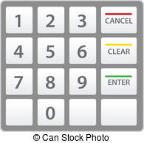 1 2 3 CANCEL
4 5 6 CLEAR
7 8 9 ENTER
0
© Can Stock Photo